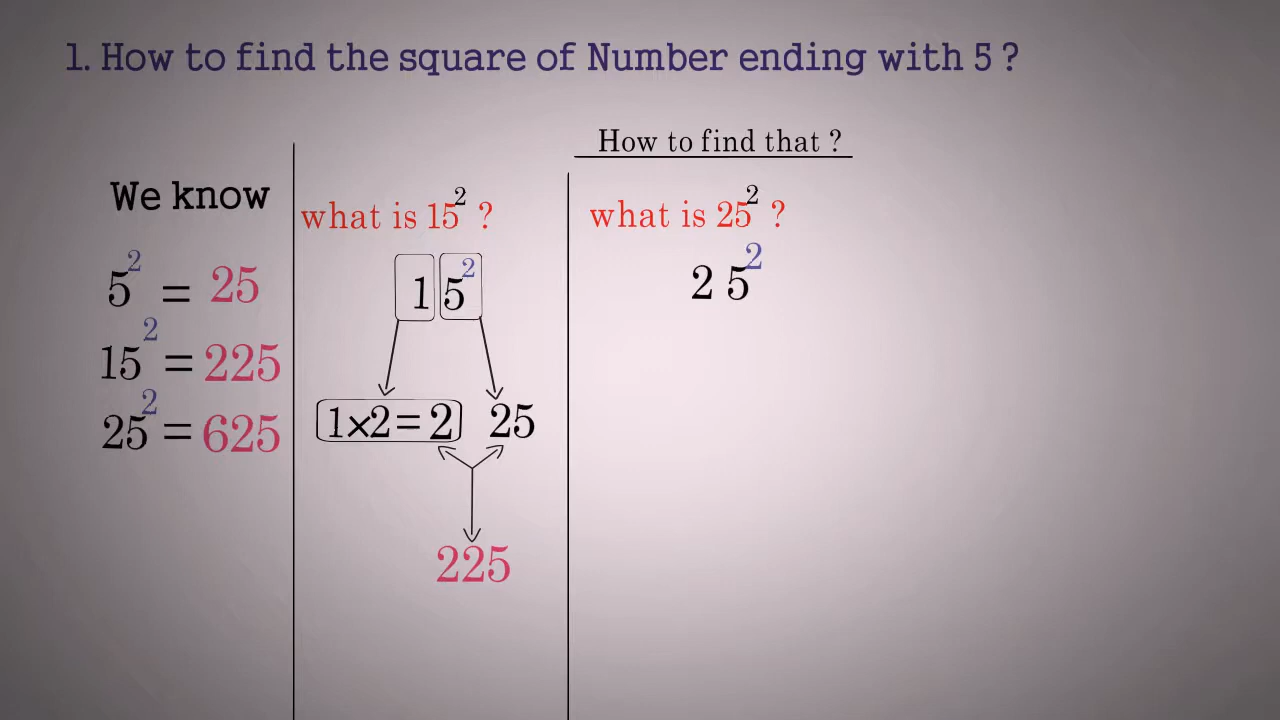 1. How to find the square of Number ending with 5 ?
We know
5² = 25
15² = 225
25² = 625
what is 15² ?
1 5²
1×2=2 25
225
How to find that ?
what is 25² ?
2 5²